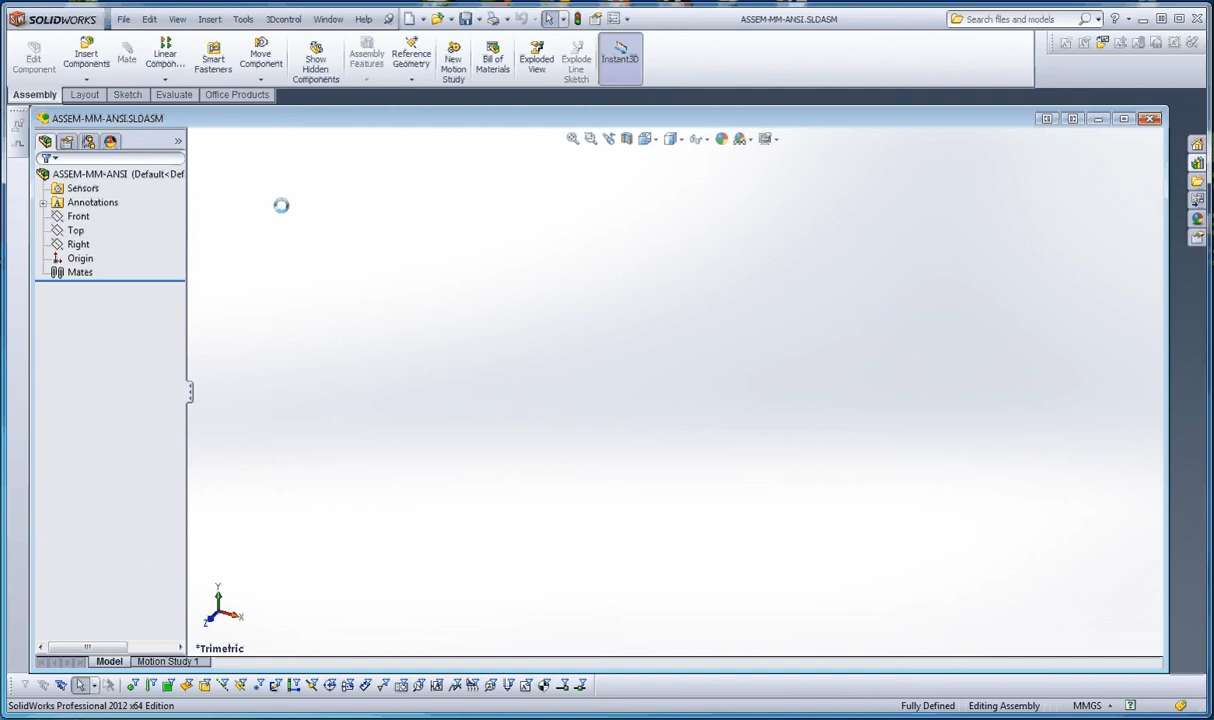 SOLIDWORKS File Edit View Insert Tools 3Dcontrol Window Help ASSEM-MM-ANSI.SLDASM Search files and models
Edit Component
Insert Components
Mate
Linear Compon...
Smart Fasteners
Move Component
Show Hidden Components
Assembly Features
Reference Geometry
New Motion Study
Bill of Materials
Exploded View
Explode Line Sketch
Instant3D
Assembly Layout Sketch Evaluate Office Products
ASSEM-MM-ANSI.SLDASM
ASSEM-MM-ANSI (Default<Def
Sensors
Annotations
Front
Top
Right
Origin
Mates
Y
X
Z
*Trimetric
Model Motion Study 1
SolidWorks Professional 2012 x64 Edition Fully Defined Editing Assembly MMGS